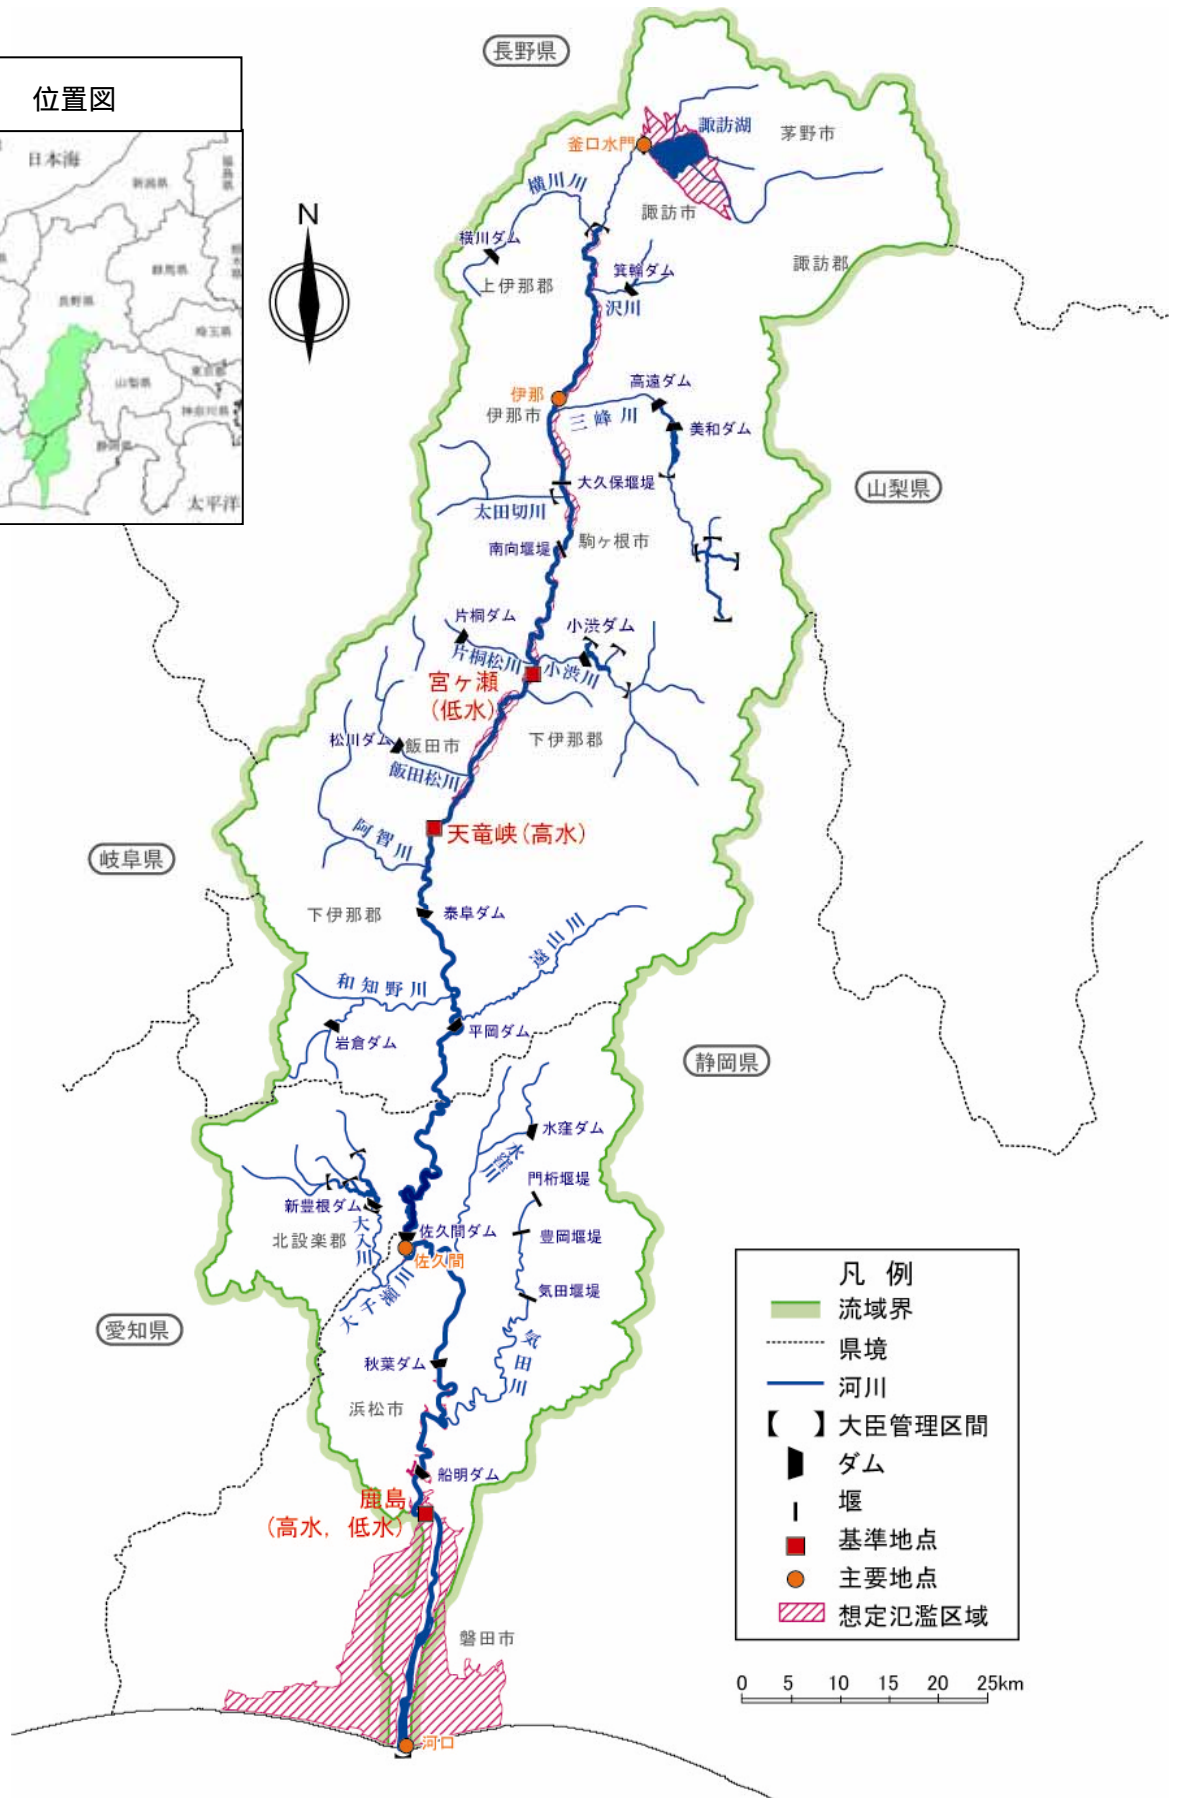 長野県
位置図
日本海
新潟県
福島県
群馬県
栃木県
長野県
埼玉県
東京都
山梨県
神奈川県
静岡県
太平洋
N
諏訪湖
茅野市
釜口水門
横川川
諏訪市
横川ダム
諏訪郡
箕輪ダム
上伊那郡
沢川
高遠ダム
伊那
伊那市
三峰川
美和ダム
大久保堰堤
山梨県
太田切川
南向堰堤
駒ヶ根市
片桐ダム
小渋ダム
片桐松川
小渋川
宮ヶ瀬
(低水)
松川ダム
飯田市
下伊那郡
飯田松川
阿智川
天竜峡(高水)
岐阜県
下伊那郡
泰阜ダム
遠山川
和知野川
岩倉ダム
平岡ダム
静岡県
水窪ダム
水窪川
門桁堰堤
新豊根ダム
大入川
北設楽郡
佐久間ダム
豊岡堰堤
佐久間
大千瀬川
気田堰堤
愛知県
気田川
秋葉ダム
浜松市
船明ダム
鹿島
(高水，低水)
磐田市
河口
凡 例
流域界
県境
河川
大臣管理区間
ダム
堰
基準地点
主要地点
想定氾濫区域
0 5 10 15 20 25km